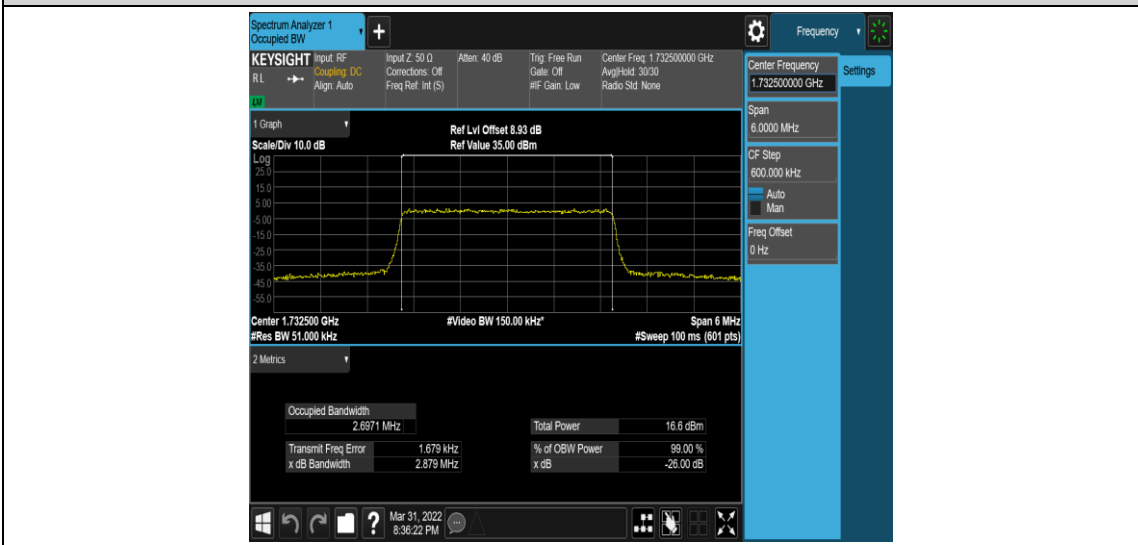 Spectrum Analyzer 1
Occupied BW
+
Frequency
KEYSIGHT
RL
LXI
Input: RF
Coupling: DC
Align: Auto
Input Z: 50 Ω
Corrections: Off
Freq Ref: Int (S)
Atten: 40 dB
Trig: Free Run
Gate: Off
#IF Gain: Low
Center Freq: 1.732500000 GHz
Avg|Hold: 30/30
Radio Std: None
Center Frequency
1.732500000 GHz
Settings
Span
6.0000 MHz
CF Step
600.000 kHz
Auto
Man
Freq Offset
0 Hz
1 Graph
Scale/Div 10.0 dB
Ref Lvl Offset 8.93 dB
Ref Value 35.00 dBm
Log
25.0
15.0
5.00
-5.00
-15.0
-25.0
-35.0
-45.0
-55.0
Center 1.732500 GHz
#Video BW 150.00 kHz*
Span 6 MHz
#Res BW 51.000 kHz
#Sweep 100 ms (601 pts)
2 Metrics
Occupied Bandwidth
2.6971 MHz
Total Power 16.6 dBm
Transmit Freq Error 1.679 kHz
% of OBW Power 99.00 %
x dB Bandwidth 2.879 MHz
x dB -26.00 dB
?
Mar 31, 2022
8:36:22 PM